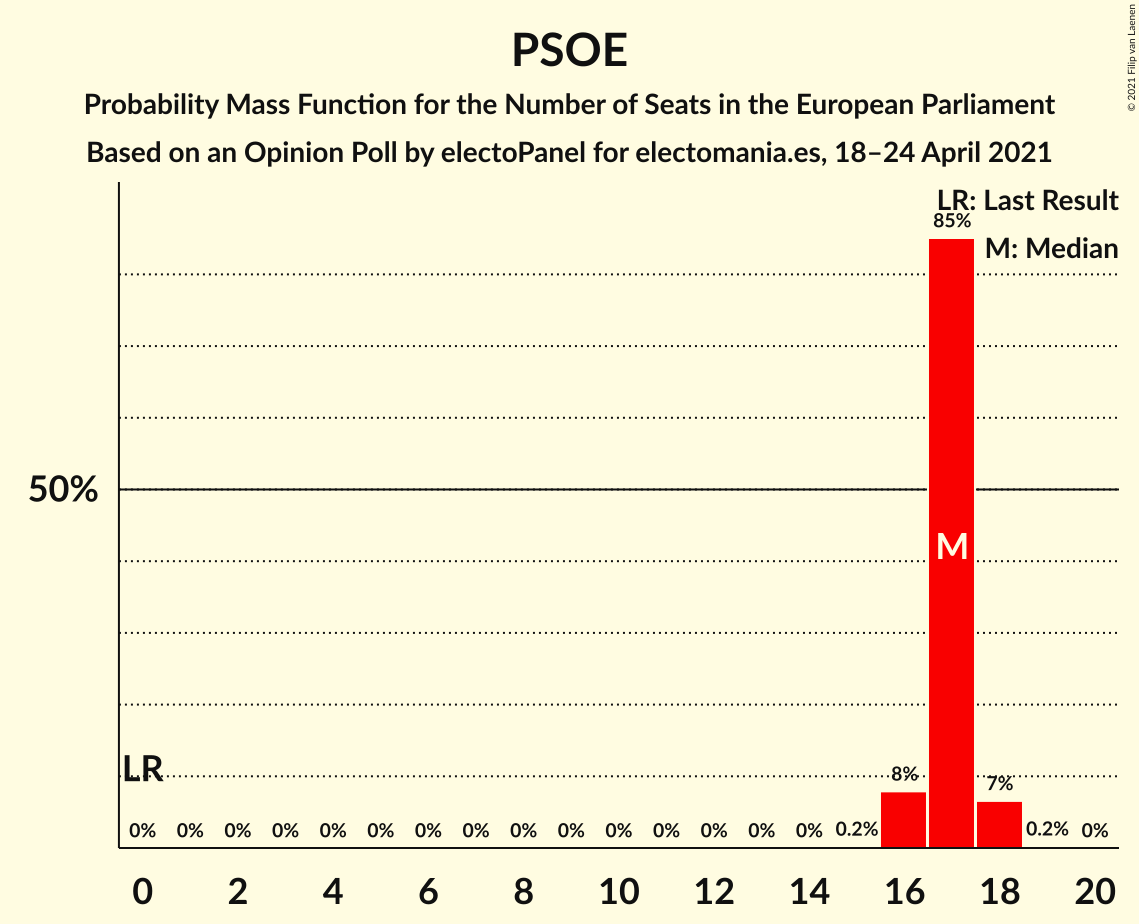 PSOE
Probability Mass Function for the Number of Seats in the European Parliament
Based on an Opinion Poll by electoPanel for electomania.es, 18–24 April 2021
© 2021 Filip van Laenen
LR: Last Result
85%
M: Median
50%
M
LR
8%
7%
0% 0% 0% 0% 0% 0% 0% 0% 0% 0% 0% 0% 0% 0% 0% 0.2% 0.2% 0%
0 2 4 6 8 10 12 14 16 18 20